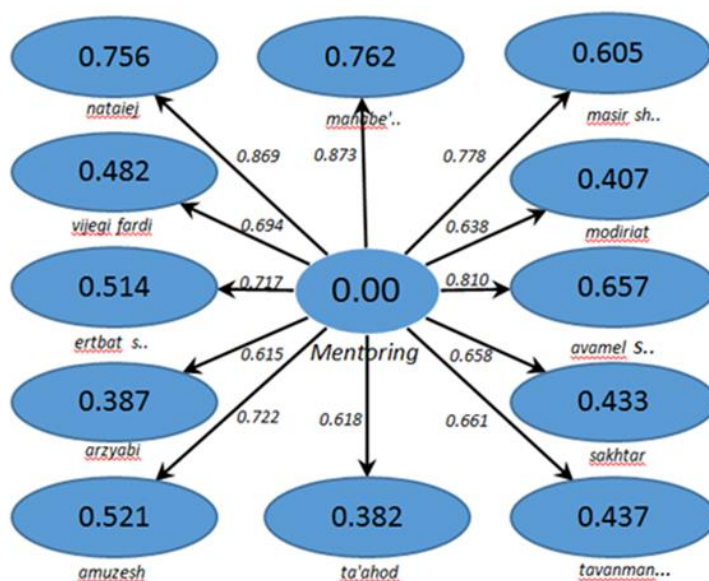 0.756
0.762
0.605
nataiej
manabe'..
masir sh..
0.869
0.873
0.778
0.482
0.407
vijegi fardi
0.694
0.638
modiriat
0.514
0.717
0.00
0.810
0.657
ertbat s..
Mentoring
avamel S..
0.615
0.658
0.387
0.433
arzyabi
0.722
0.618
0.661
sakhtar
0.521
0.382
0.437
amuzesh
ta'ahod
tavanman...